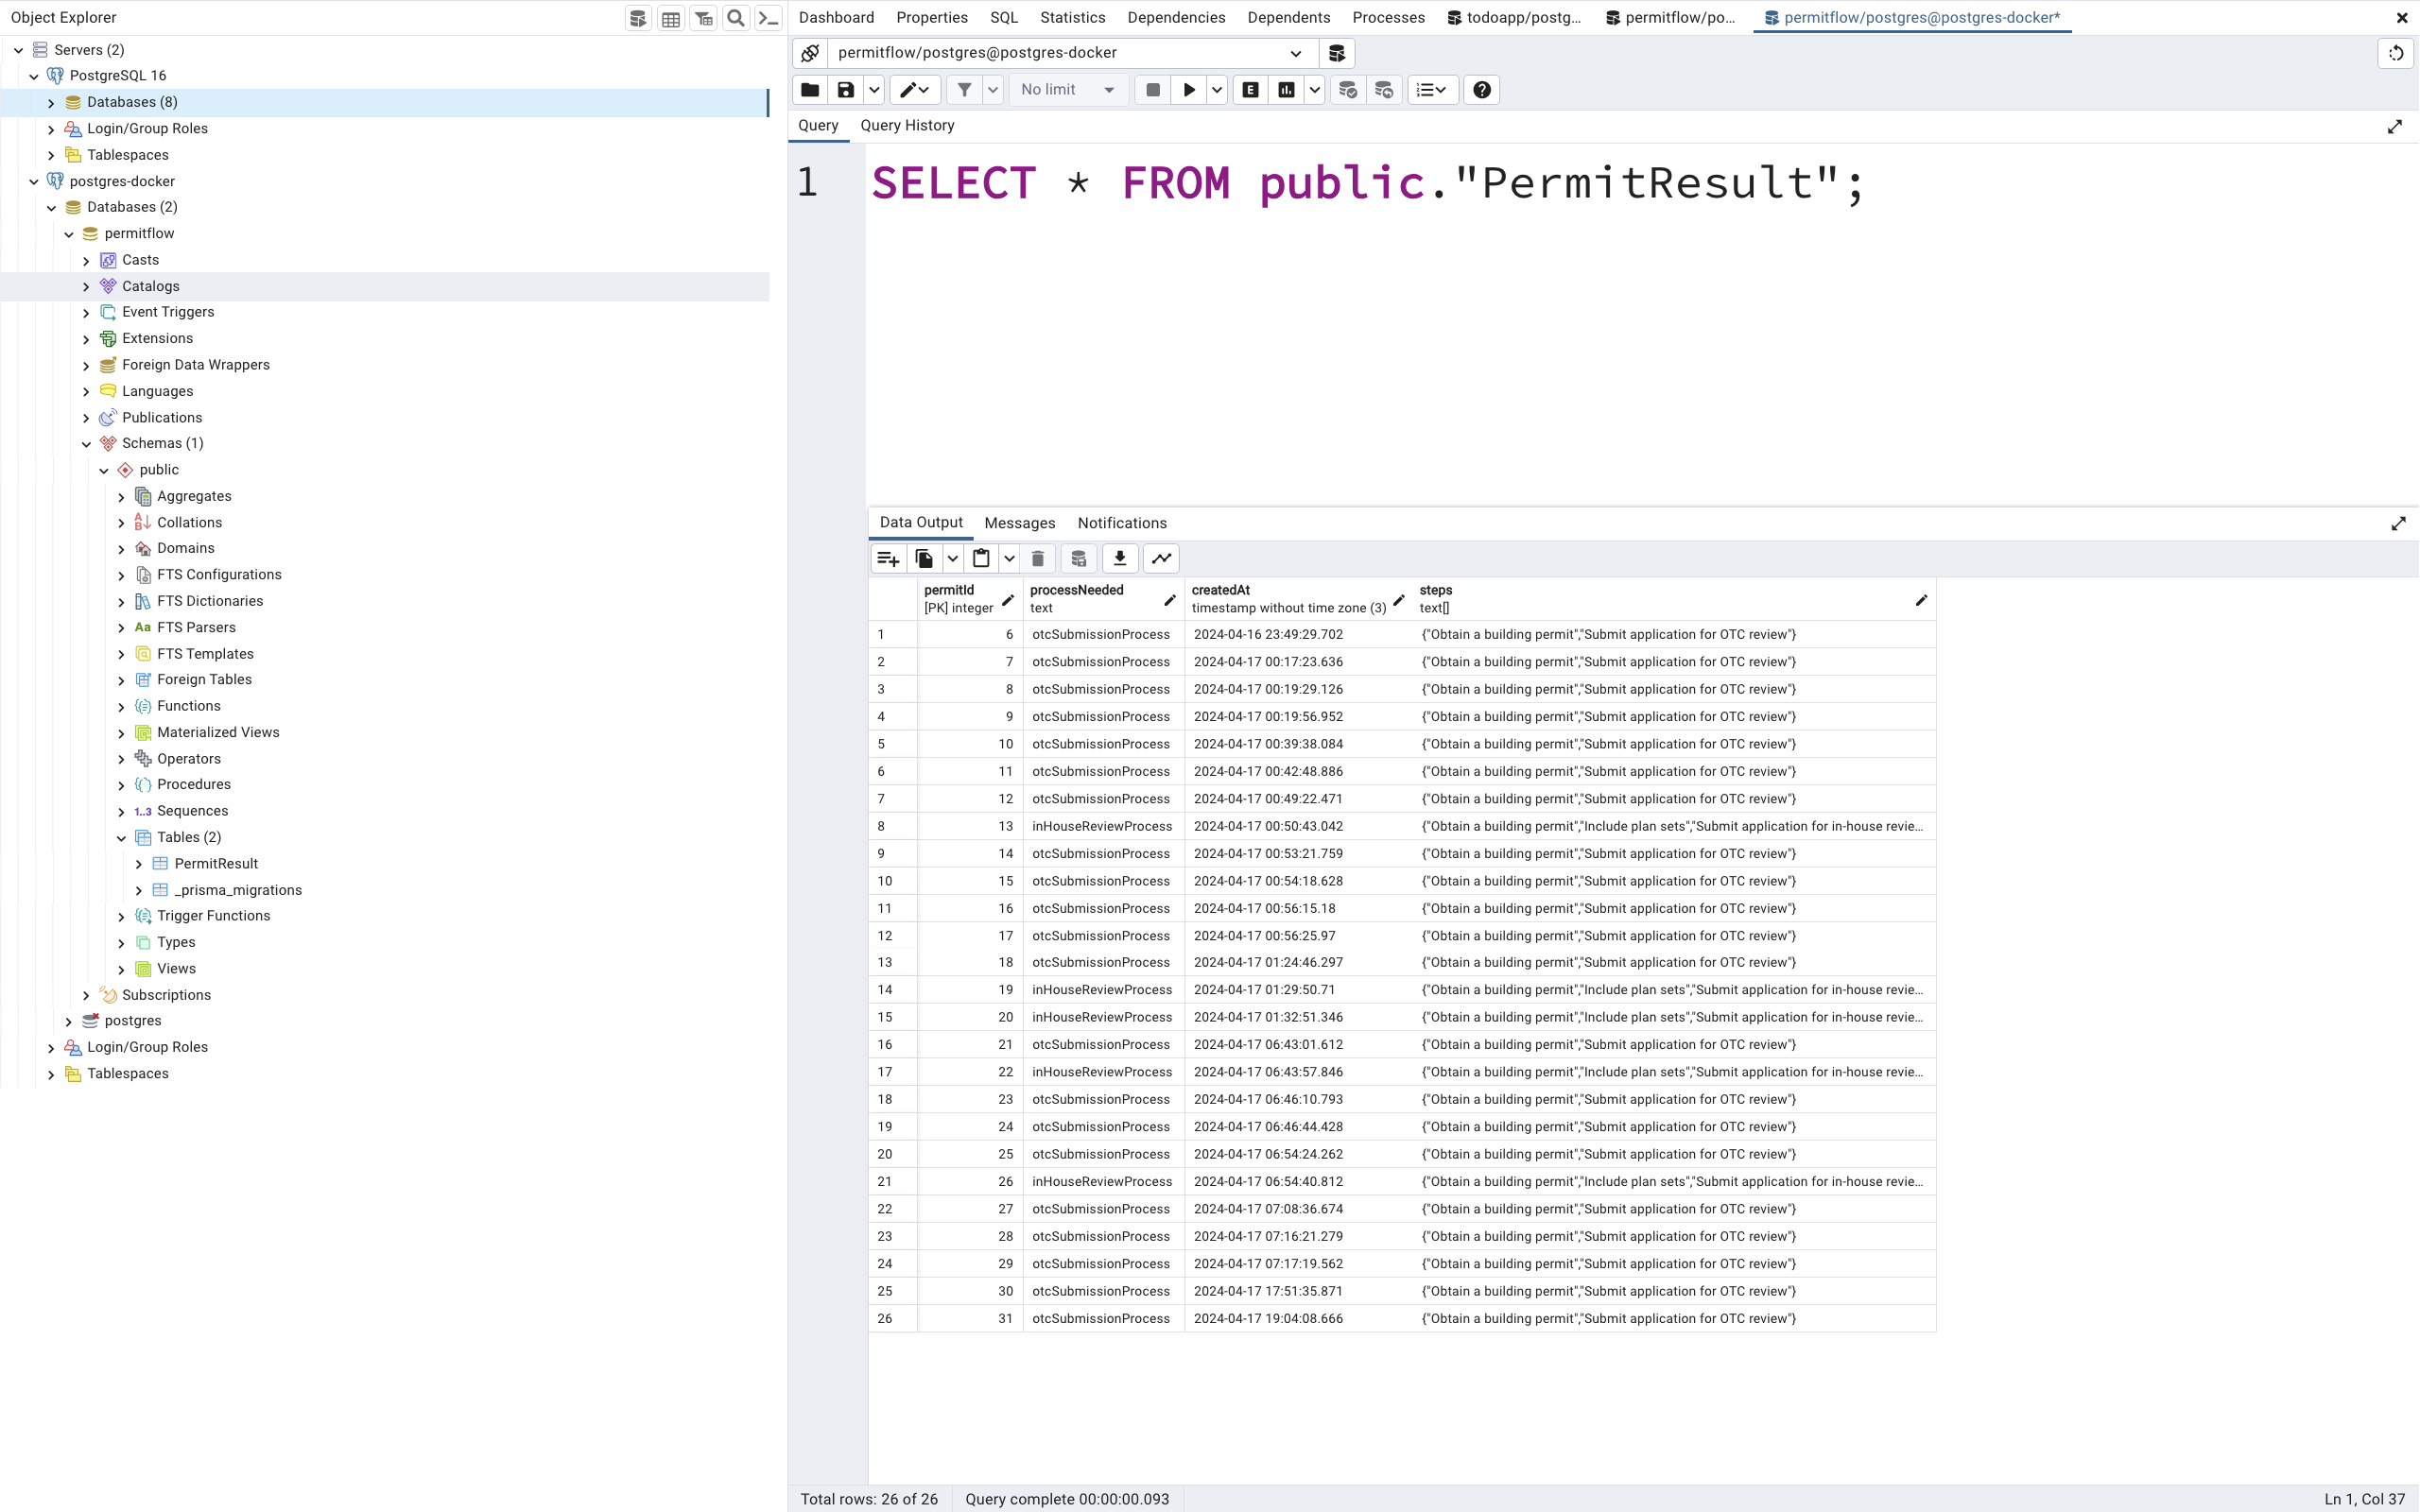 Object Explorer
Servers (2)
PostgreSQL 16
Databases (8)
Login/Group Roles
Tablespaces
postgres-docker
Databases (2)
permitflow
Casts
Catalogs
Event Triggers
Extensions
Foreign Data Wrappers
Languages
Publications
Schemas (1)
public
Aggregates
Collations
Domains
FTS Configurations
FTS Dictionaries
Aa FTS Parsers
FTS Templates
Foreign Tables
Functions
Materialized Views
Operators
Procedures
1..3 Sequences
Tables (2)
PermitResult
_prisma_migrations
Trigger Functions
Types
Views
Subscriptions
postgres
Login/Group Roles
Tablespaces
Dashboard Properties SQL Statistics Dependencies Dependents Processes todoapp/postg... permitflow/po... permitflow/postgres@postgres-docker*
permitflow/postgres@postgres-docker
No limit E
Query Query History
1 SELECT * FROM public."PermitResult";
Data Output Messages Notifications
permitId processNeeded createdAt steps
[PK] integer text timestamp without time zone (3) text[]
1 6 otcSubmissionProcess 2024-04-16 23:49:29.702 {"Obtain a building permit","Submit application for OTC review"}
2 7 otcSubmissionProcess 2024-04-17 00:17:23.636 {"Obtain a building permit","Submit application for OTC review"}
3 8 otcSubmissionProcess 2024-04-17 00:19:29.126 {"Obtain a building permit","Submit application for OTC review"}
4 9 otcSubmissionProcess 2024-04-17 00:19:56.952 {"Obtain a building permit","Submit application for OTC review"}
5 10 otcSubmissionProcess 2024-04-17 00:39:38.084 {"Obtain a building permit","Submit application for OTC review"}
6 11 otcSubmissionProcess 2024-04-17 00:42:48.886 {"Obtain a building permit","Submit application for OTC review"}
7 12 otcSubmissionProcess 2024-04-17 00:49:22.471 {"Obtain a building permit","Submit application for OTC review"}
8 13 inHouseReviewProcess 2024-04-17 00:50:43.042 {"Obtain a building permit","Include plan sets","Submit application for in-house revie...
9 14 otcSubmissionProcess 2024-04-17 00:53:21.759 {"Obtain a building permit","Submit application for OTC review"}
10 15 otcSubmissionProcess 2024-04-17 00:54:18.628 {"Obtain a building permit","Submit application for OTC review"}
11 16 otcSubmissionProcess 2024-04-17 00:56:15.18 {"Obtain a building permit","Submit application for OTC review"}
12 17 otcSubmissionProcess 2024-04-17 00:56:25.97 {"Obtain a building permit","Submit application for OTC review"}
13 18 otcSubmissionProcess 2024-04-17 01:24:46.297 {"Obtain a building permit","Submit application for OTC review"}
14 19 inHouseReviewProcess 2024-04-17 01:29:50.71 {"Obtain a building permit","Include plan sets","Submit application for in-house revie...
15 20 inHouseReviewProcess 2024-04-17 01:32:51.346 {"Obtain a building permit","Include plan sets","Submit application for in-house revie...
16 21 otcSubmissionProcess 2024-04-17 06:43:01.612 {"Obtain a building permit","Submit application for OTC review"}
17 22 inHouseReviewProcess 2024-04-17 06:43:57.846 {"Obtain a building permit","Include plan sets","Submit application for in-house revie...
18 23 otcSubmissionProcess 2024-04-17 06:46:10.793 {"Obtain a building permit","Submit application for OTC review"}
19 24 otcSubmissionProcess 2024-04-17 06:46:44.428 {"Obtain a building permit","Submit application for OTC review"}
20 25 otcSubmissionProcess 2024-04-17 06:54:24.262 {"Obtain a building permit","Submit application for OTC review"}
21 26 inHouseReviewProcess 2024-04-17 06:54:40.812 {"Obtain a building permit","Include plan sets","Submit application for in-house revie...
22 27 otcSubmissionProcess 2024-04-17 07:08:36.674 {"Obtain a building permit","Submit application for OTC review"}
23 28 otcSubmissionProcess 2024-04-17 07:16:21.279 {"Obtain a building permit","Submit application for OTC review"}
24 29 otcSubmissionProcess 2024-04-17 07:17:19.562 {"Obtain a building permit","Submit application for OTC review"}
25 30 otcSubmissionProcess 2024-04-17 17:51:35.871 {"Obtain a building permit","Submit application for OTC review"}
26 31 otcSubmissionProcess 2024-04-17 19:04:08.666 {"Obtain a building permit","Submit application for OTC review"}
Total rows: 26 of 26 Query complete 00:00:00.093 Ln 1, Col 37